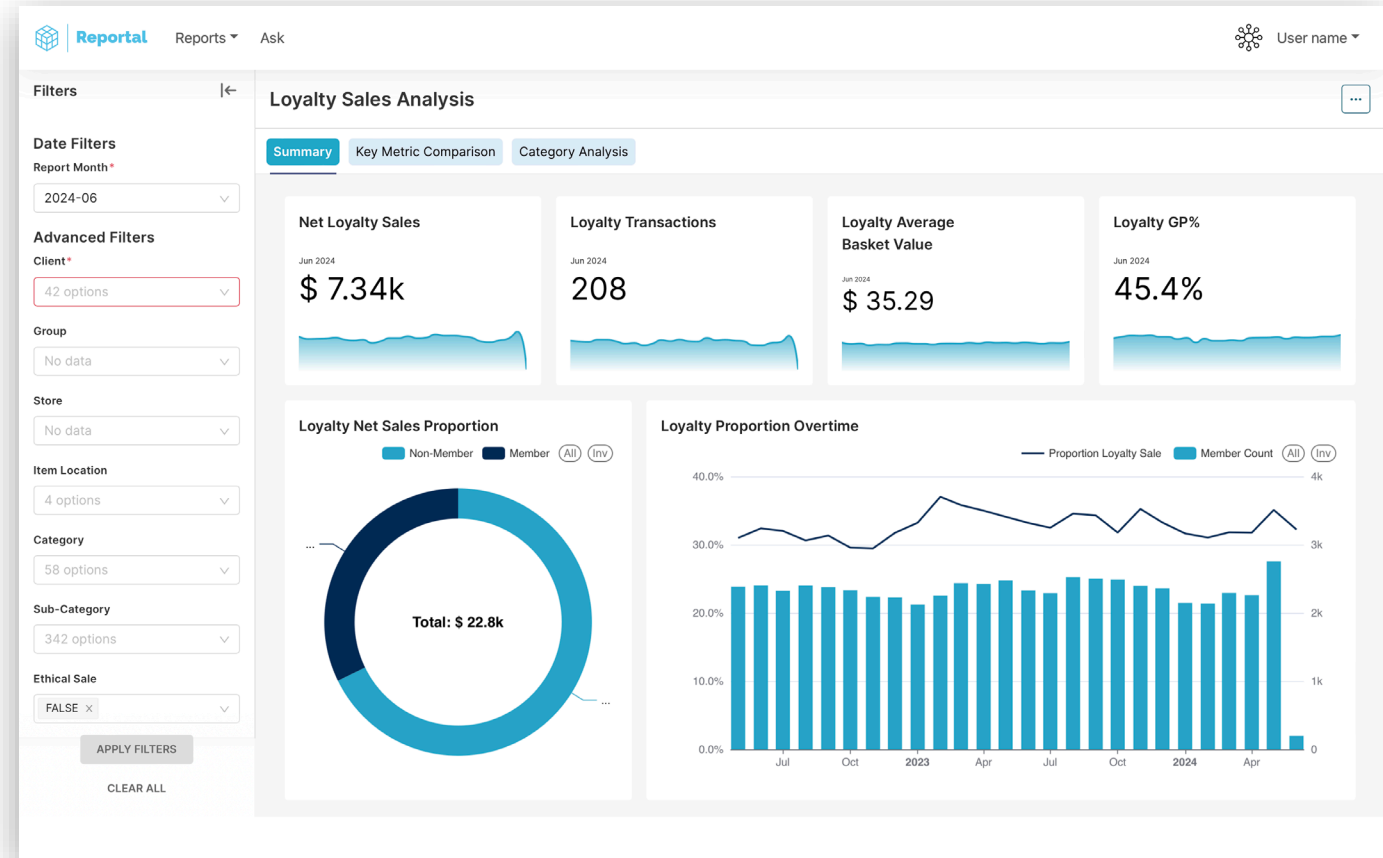 Reportal
Reports
Ask
User name
Filters
Date Filters
Report Month*
2024-06
Advanced Filters
Client*
42 options
Group
No data
Store
No data
Item Location
4 options
Category
58 options
Sub-Category
342 options
Ethical Sale
FALSE ×
APPLY FILTERS
CLEAR ALL
Loyalty Sales Analysis
...
Summary
Key Metric Comparison
Category Analysis
Net Loyalty Sales
Jun 2024
$ 7.34k
Loyalty Transactions
Jun 2024
208
Loyalty Average
Basket Value
Jun 2024
$ 35.29
Loyalty GP%
Jun 2024
45.4%
Loyalty Net Sales Proportion
Non-Member Member All Inv
...
Total: $ 22.8k
...
Loyalty Proportion Overtime
Proportion Loyalty Sale Member Count All Inv
40.0% 4k
30.0% 3k
20.0% 2k
10.0% 1k
0.0% 0
Jul Oct 2023 Apr Jul Oct 2024 Apr